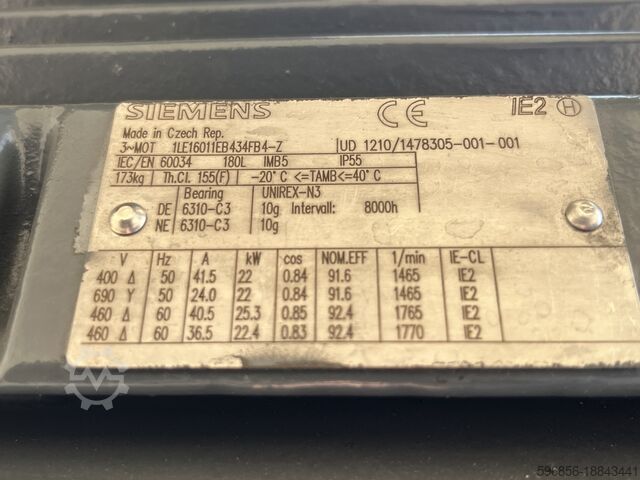 SIEMENS CE IE2 H
Made in Czech Rep.
3~MOT 1LE16011EB434FB4-Z UD 1210/1478305-001-001
IEC/EN 60034 180L IMB5 IP55
173kg Th.Cl. 155(F) -20°C <=TAMB<=40°C
Bearing UNIREX-N3
DE 6310-C3 10g Intervall: 8000h
NE 6310-C3 10g
V Hz A kW cos NOM.EFF 1/min IE-CL
400 Δ 50 41.5 22 0.84 91.6 1465 IE2
690 Y 50 24.0 22 0.84 91.6 1465 IE2
460 Δ 60 40.5 25.3 0.85 92.4 1765 IE2
460 Δ 60 36.5 22.4 0.83 92.4 1770 IE2
596856-18843441